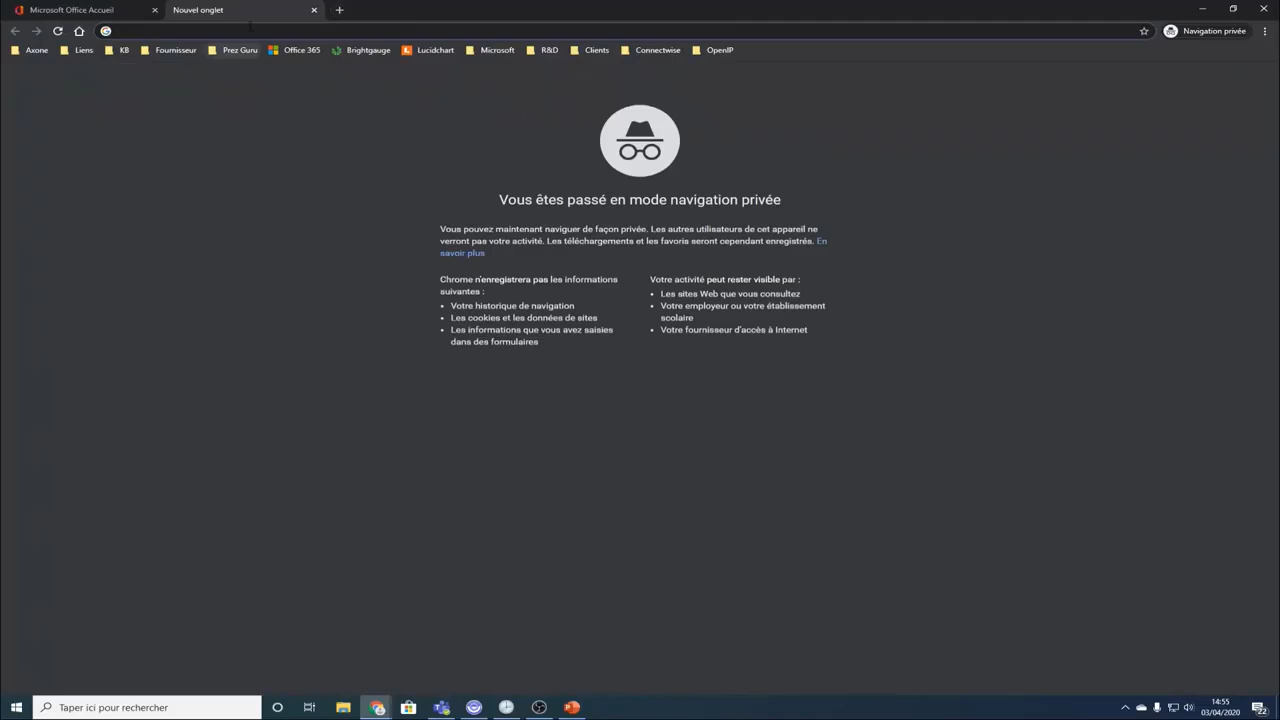 Microsoft Office Accueil
Nouvel onglet
Navigation privée
Axone
Liens
KB
Fournisseur
Prez Guru
Office 365
Brightgauge
Lucidchart
Microsoft
R&D
Clients
Connectwise
OpenIP
Vous êtes passé en mode navigation privée
Vous pouvez maintenant naviguer de façon privée. Les autres utilisateurs de cet appareil ne
verront pas votre activité. Les téléchargements et les favoris seront cependant enregistrés. En
savoir plus
Chrome n'enregistrera pas les informations
suivantes :
• Votre historique de navigation
• Les cookies et les données de sites
• Les informations que vous avez saisies
dans des formulaires
Votre activité peut rester visible par :
• Les sites Web que vous consultez
• Votre employeur ou votre établissement
scolaire
• Votre fournisseur d'accès à Internet
Taper ici pour rechercher
14:55
03/04/2020
22